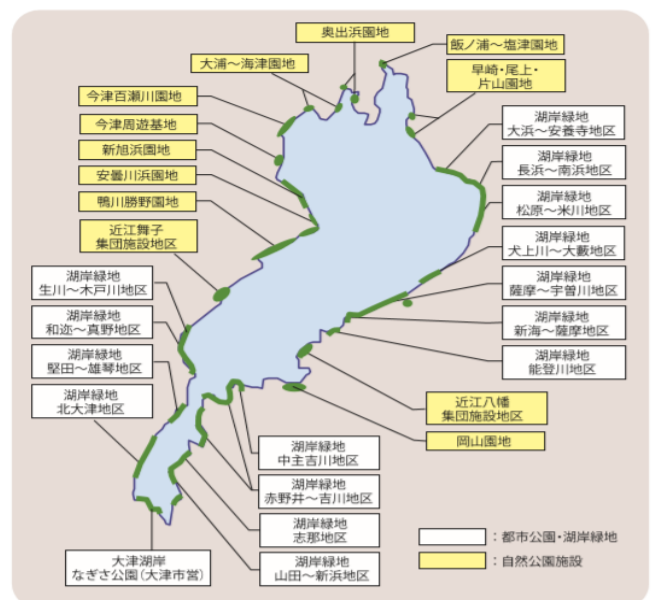 奥出浜園地
飯ノ浦～塩津園地
大浦～海津園地
早崎・尾上・
片山園地
今津百瀬川園地
今津周遊基地
新旭浜園地
安曇川浜園地
鴨川勝野園地
近江舞子
集団施設地区
湖岸緑地
大浜～安養寺地区
湖岸緑地
長浜～南浜地区
湖岸緑地
松原～米川地区
湖岸緑地
犬上川～大藪地区
湖岸緑地
薩摩～宇曽川地区
湖岸緑地
新海～薩摩地区
湖岸緑地
能登川地区
湖岸緑地
生川～木戸川地区
湖岸緑地
和迩～真野地区
湖岸緑地
堅田～雄琴地区
湖岸緑地
北大津地区
近江八幡
集団施設地区
岡山園地
湖岸緑地
中主吉川地区
湖岸緑地
赤野井～吉川地区
湖岸緑地
志那地区
湖岸緑地
山田～新浜地区
大津湖岸
なぎさ公園(大津市営)
：都市公園・湖岸緑地
：自然公園施設